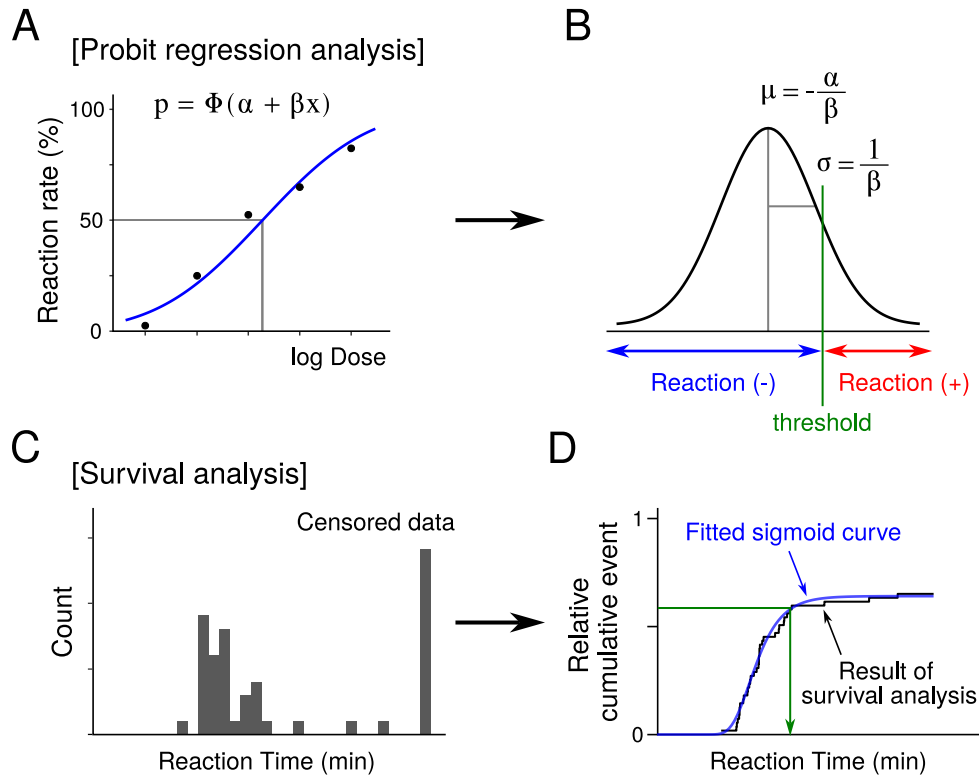 A
[Probit regression analysis]
p = Φ(α + βx)
Reaction rate (%)
100
50
0
log Dose
B
μ = -α/β
σ = 1/β
Reaction (-)
Reaction (+)
threshold
C
[Survival analysis]
Censored data
Count
Reaction Time (min)
D
Relative
cumulative event
1
0
Fitted sigmoid curve
Result of
survival analysis
Reaction Time (min)